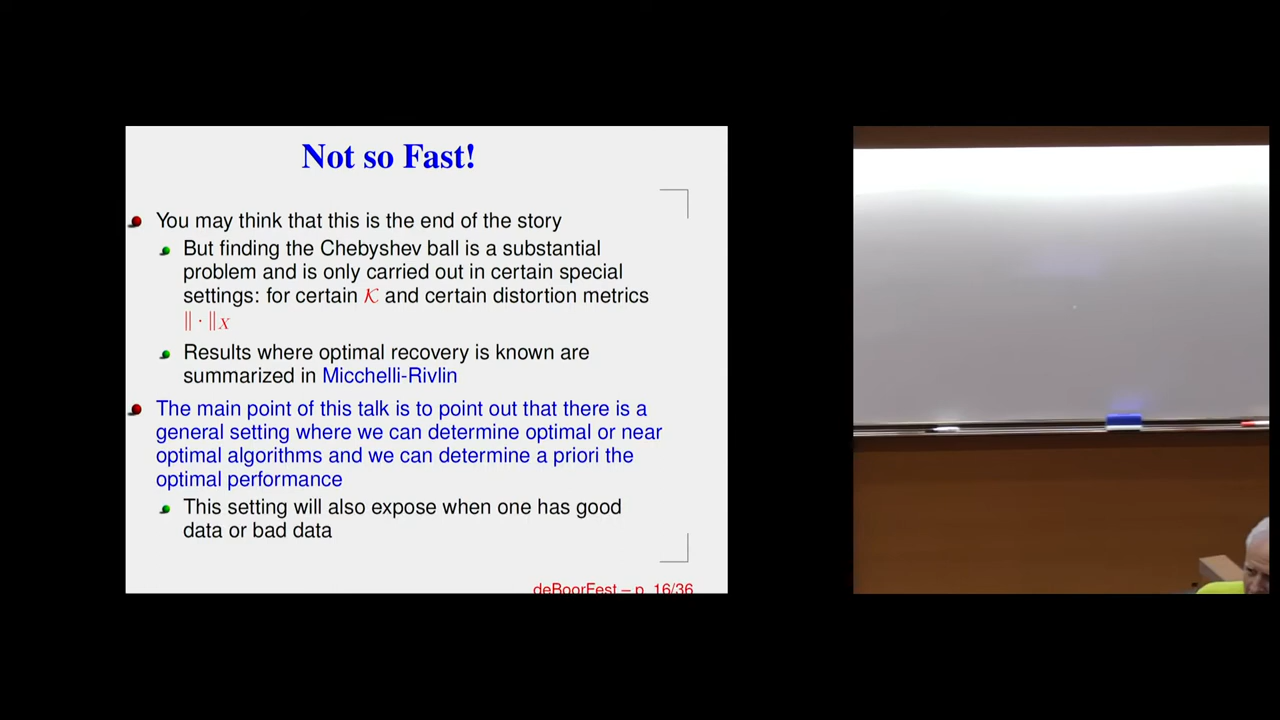 Not so Fast!
You may think that this is the end of the story
But finding the Chebyshev ball is a substantial
problem and is only carried out in certain special
settings: for certain 𝒦 and certain distortion metrics
‖ · ‖X
Results where optimal recovery is known are
summarized in Micchelli-Rivlin
The main point of this talk is to point out that there is a
general setting where we can determine optimal or near
optimal algorithms and we can determine a priori the
optimal performance
This setting will also expose when one has good
data or bad data
deBoorFest – p. 16/36